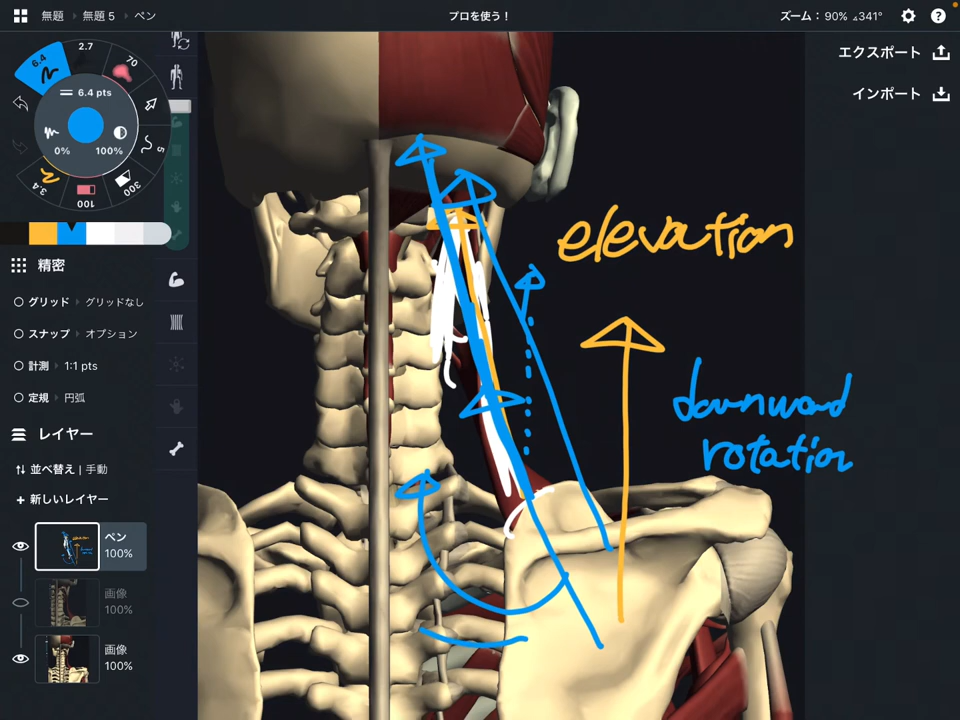 無題 無題 5 ペン
プロを使う！
ズーム： 90% ⊿341°
エクスポート
インポート
2.7
6.4
70
6.4 pts
0% 100%
5
3.4
100
300
精密
グリッド グリッドなし
スナップ オプション
計測 1:1 pts
定規 円弧
レイヤー
並べ替え | 手動
+ 新しいレイヤー
ペン
100%
画像
100%
画像
100%
elevation
downward
rotation